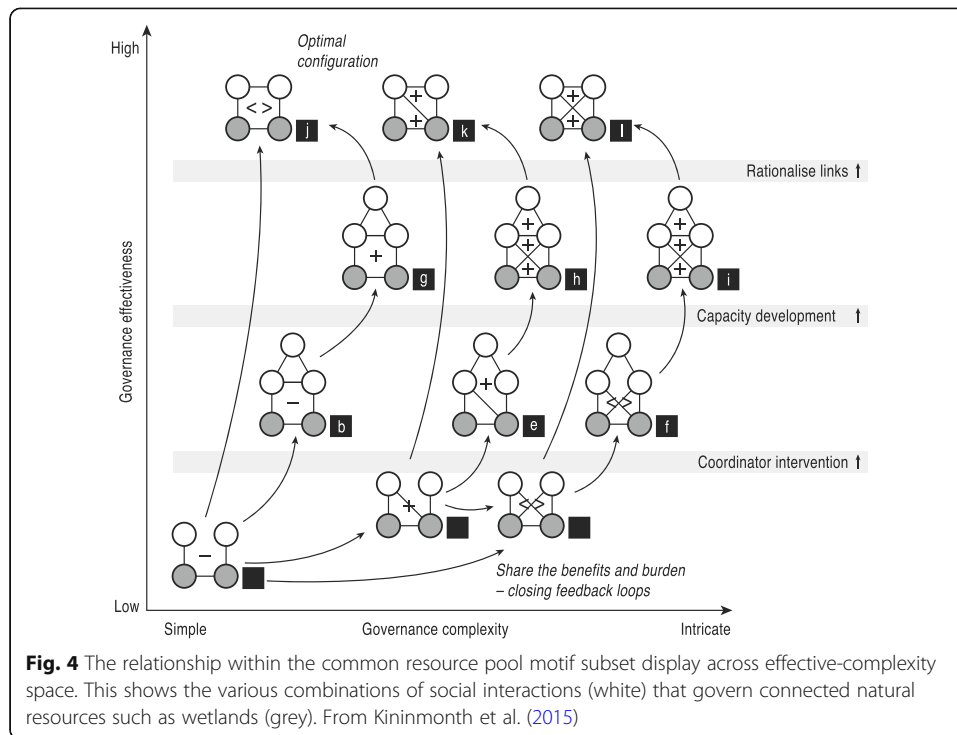 High
Optimal
configuration
< >
j
+
+
k
+
+
l
Rationalise links ↑
+
g
+
+
+
h
+
+
+
i
Governance effectiveness
Capacity development ↑
−
b
+
e
< >
f
Coordinator intervention ↑
−
+
< >
Share the benefits and burden
– closing feedback loops
Low
Simple
Governance complexity
Intricate
Fig. 4 The relationship within the common resource pool motif subset display across effective-complexity
space. This shows the various combinations of social interactions (white) that govern connected natural
resources such as wetlands (grey). From Kininmonth et al. (2015)